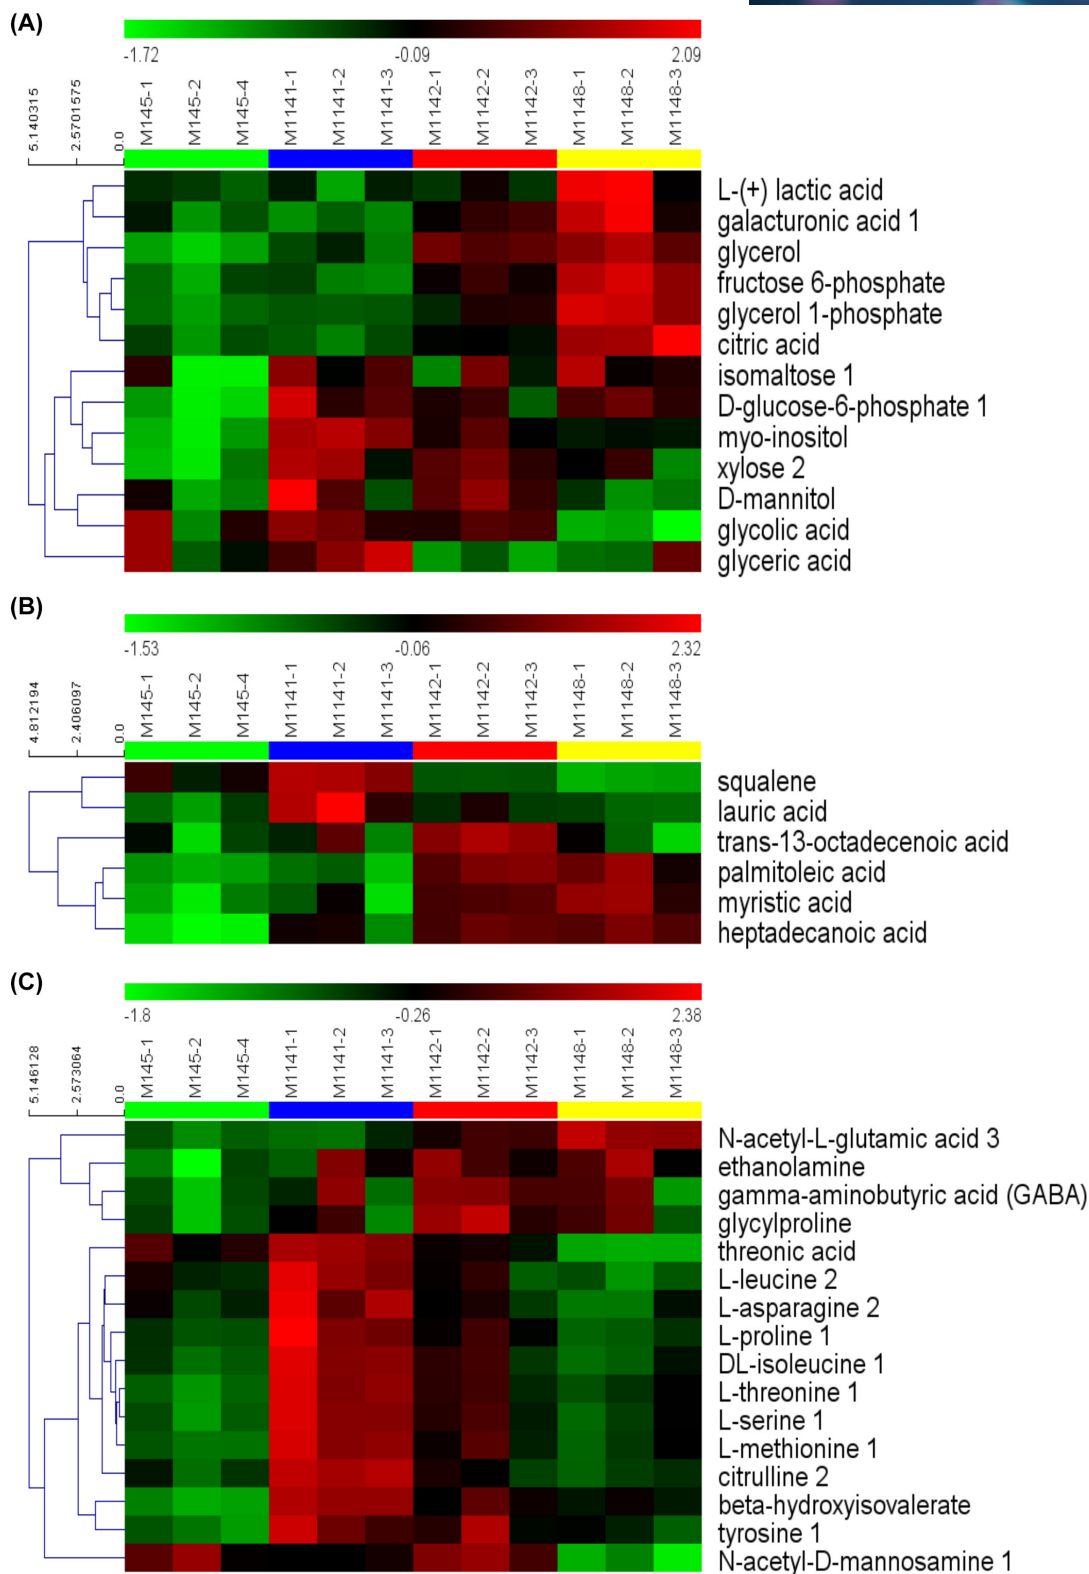 (A)
-1.72 -0.09 2.09
5.140315 2.5701575 0.0 M145-1 M145-2 M145-4 M1141-1 M1141-2 M1141-3 M1142-1 M1142-2 M1142-3 M1148-1 M1148-2 M1148-3
L-(+) lactic acid
galacturonic acid 1
glycerol
fructose 6-phosphate
glycerol 1-phosphate
citric acid
isomaltose 1
D-glucose-6-phosphate 1
myo-inositol
xylose 2
D-mannitol
glycolic acid
glyceric acid
(B)
-1.53 -0.06 2.32
4.812194 2.406097 0.0 M145-1 M145-2 M145-4 M1141-1 M1141-2 M1141-3 M1142-1 M1142-2 M1142-3 M1148-1 M1148-2 M1148-3
squalene
lauric acid
trans-13-octadecenoic acid
palmitoleic acid
myristic acid
heptadecanoic acid
(C)
-1.8 -0.26 2.38
5.146128 2.573064 0.0 M145-1 M145-2 M145-4 M1141-1 M1141-2 M1141-3 M1142-1 M1142-2 M1142-3 M1148-1 M1148-2 M1148-3
N-acetyl-L-glutamic acid 3
ethanolamine
gamma-aminobutyric acid (GABA)
glycylproline
threonic acid
L-leucine 2
L-asparagine 2
L-proline 1
DL-isoleucine 1
L-threonine 1
L-serine 1
L-methionine 1
citrulline 2
beta-hydroxyisovalerate
tyrosine 1
N-acetyl-D-mannosamine 1